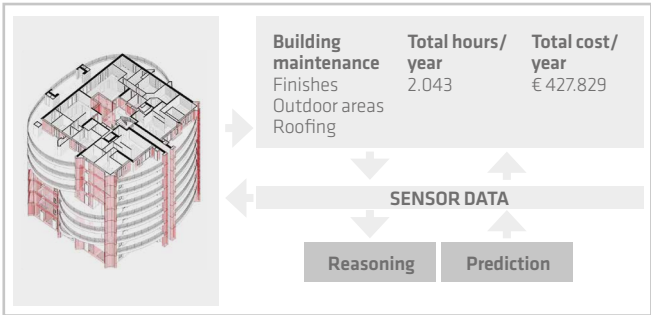 Building maintenance
Finishes
Outdoor areas
Roofing
Total hours/ year
2.043
Total cost/ year
€ 427.829
SENSOR DATA
Reasoning
Prediction